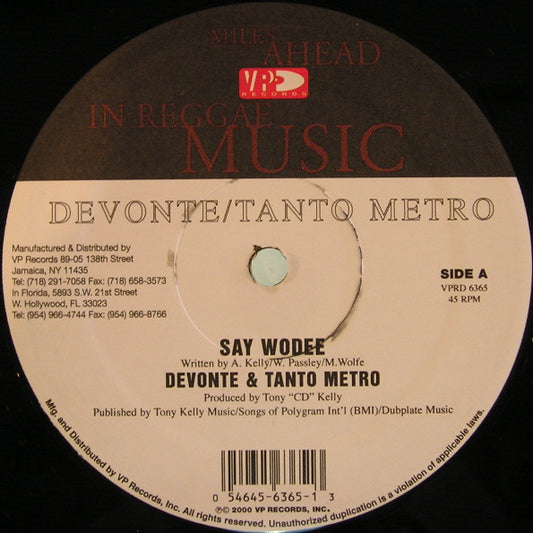 MILES
AHEAD
VP
RECORDS
IN REGGAE
MUSIC
DEVONTE/TANTO METRO
Manufactured & Distributed by
VP Records 89-05 138th Street
Jamaica, NY 11435
Tel: (718) 291-7058 Fax: (718) 658-3573
In Florida, 5893 S.W. 21st Street
W. Hollywood, FL 33023
Tel: (954) 966-4744 Fax: (954) 966-8766
SIDE A
VPRD 6365
45 RPM
SAY WODEE
Written by A. Kelly/W. Passley/M.Wolfe
DEVONTE & TANTO METRO
Produced by Tony “CD” Kelly
Published by Tony Kelly Music/Songs of Polygram Int'l (BMI)/Dubplate Music
0 54645-6365-1 3
℗© 2000 VP RECORDS, INC.
Mfg. and Distributed by VP Records, Inc. All rights reserved. Unauthorized duplication is a violation of applicable laws.